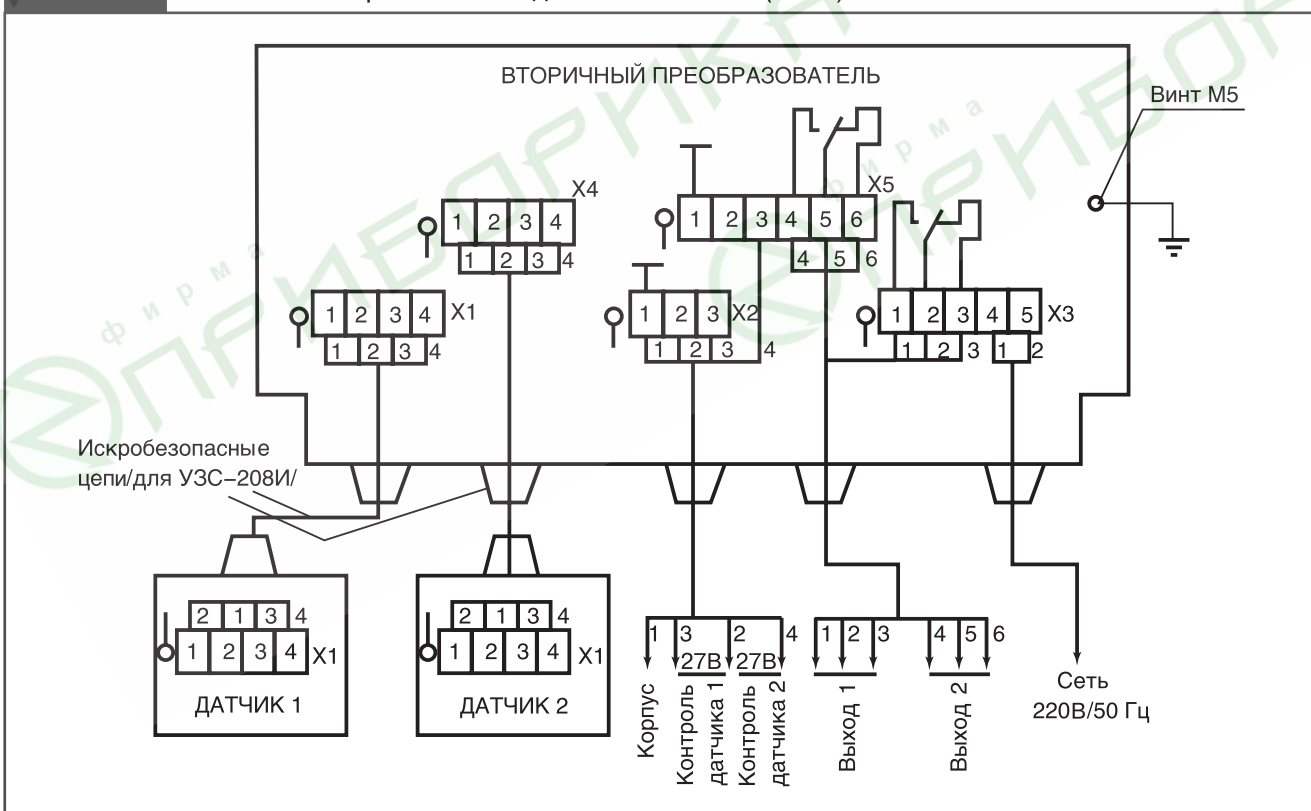 ВТОРИЧНЫЙ ПРЕОБРАЗОВАТЕЛЬ
Винт М5
X4
1 2 3 4
1 2 3 4
X5
1 2 3 4 5 6
4 5 6
X1
1 2 3 4
1 2 3 4
X2
1 2 3
1 2 3 4
X3
1 2 3 4 5
1 2 3 1 2
Искробезопасные
цепи/для УЗС–208И/
2 1 3 4
1 2 3 4 X1
ДАТЧИК 1
2 1 3 4
1 2 3 4 X1
ДАТЧИК 2
1 3 2 4
27В 27В
Корпус
Контроль
датчика 1
Контроль
датчика 2
1 2 3
Выход 1
4 5 6
Выход 2
Сеть
220В/50 Гц
фирма
ПРИБОРИКА
фирма